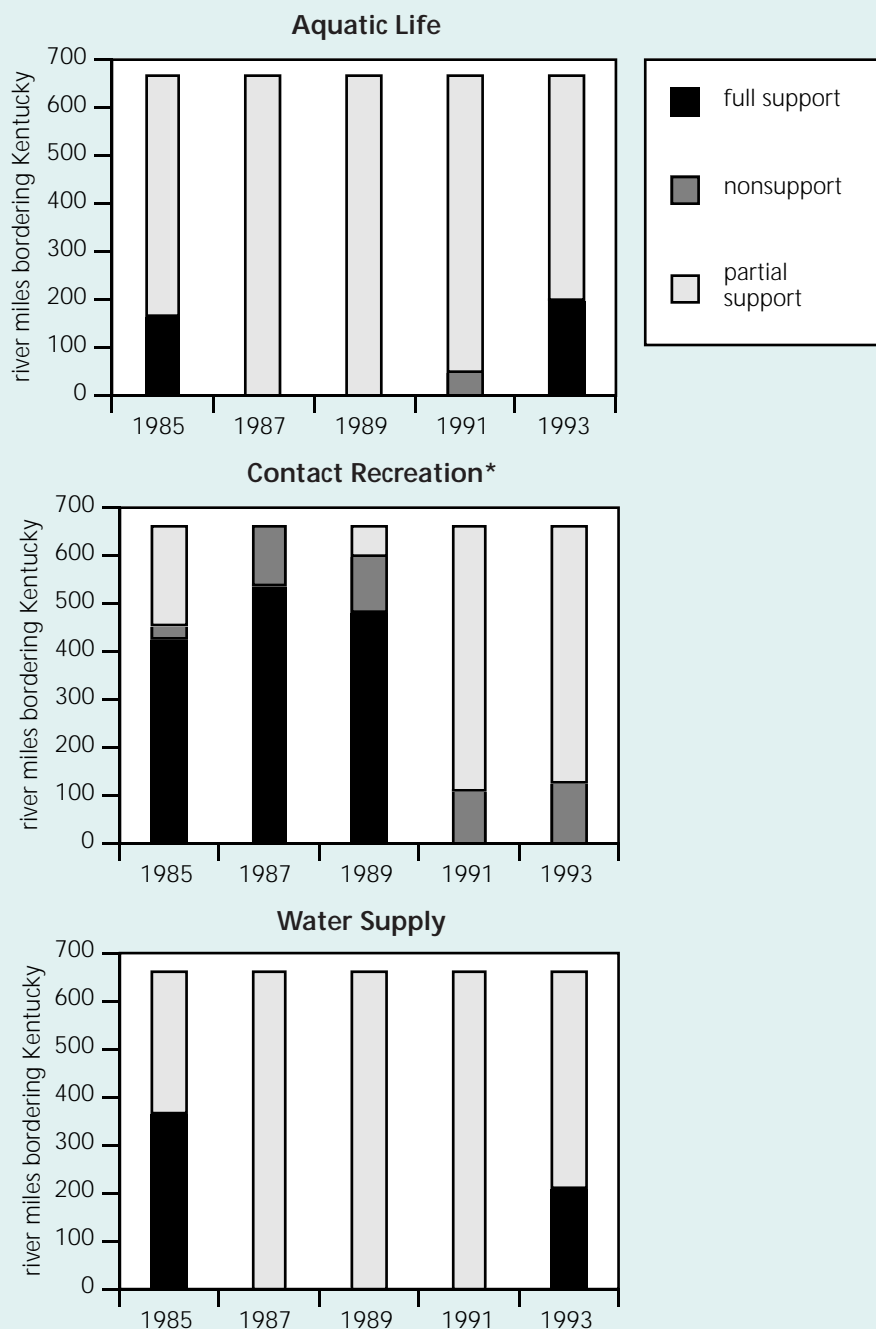 Aquatic Life
river miles bordering Kentucky
700
600
500
400
300
200
100
0
1985 1987 1989 1991 1993
full support
nonsupport
partial
support
Contact Recreation*
river miles bordering Kentucky
700
600
500
400
300
200
100
0
1985 1987 1989 1991 1993
Water Supply
river miles bordering Kentucky
700
600
500
400
300
200
100
0
1985 1987 1989 1991 1993